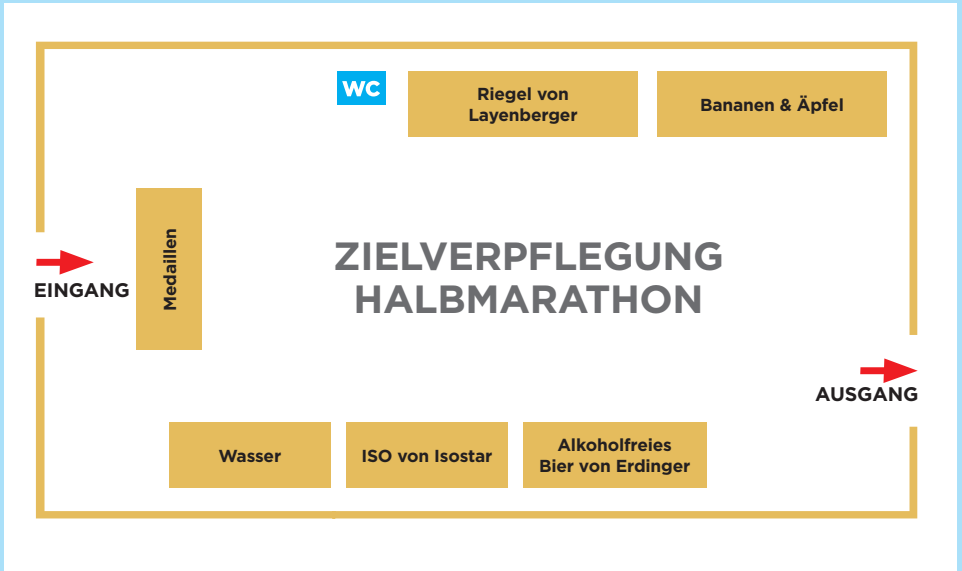 WC
Riegel von
Layenberger
Bananen & Äpfel
Medaillen
ZIELVERPFLEGUNG
HALBMARATHON
EINGANG
AUSGANG
Wasser
ISO von Isostar
Alkoholfreies
Bier von Erdinger